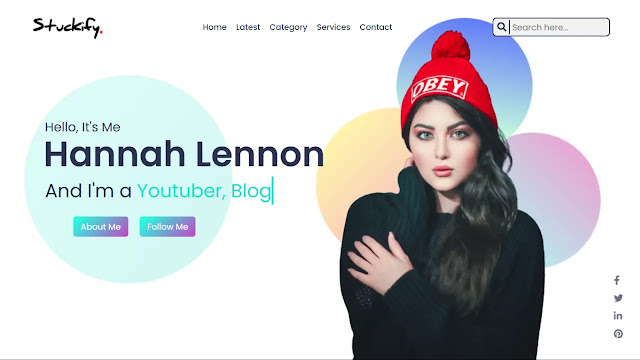 Stuckify.
Home Latest Category Services Contact
Search here...
OBEY
Hello, It's Me
Hannah Lennon
And I'm a Youtuber, Blog
About Me Follow Me